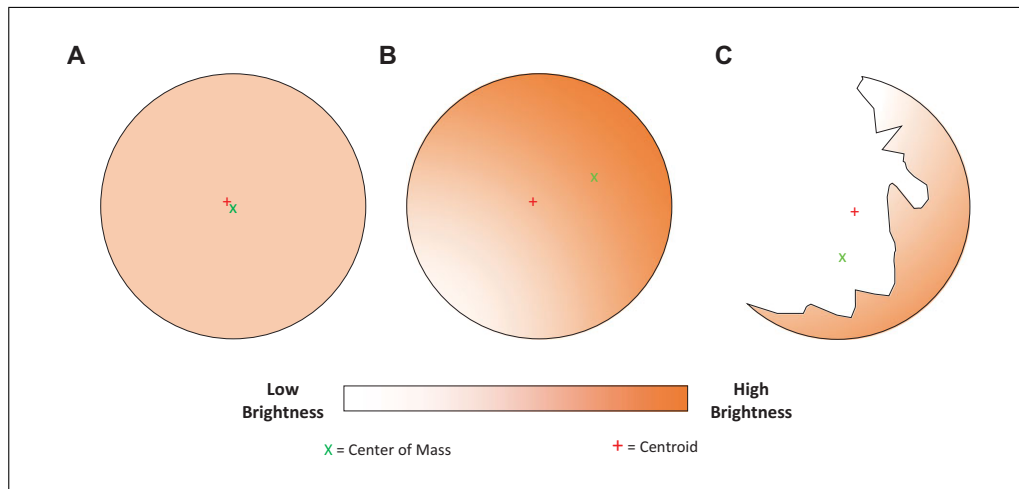 A
B
C
Low
Brightness
High
Brightness
X = Center of Mass
+ = Centroid